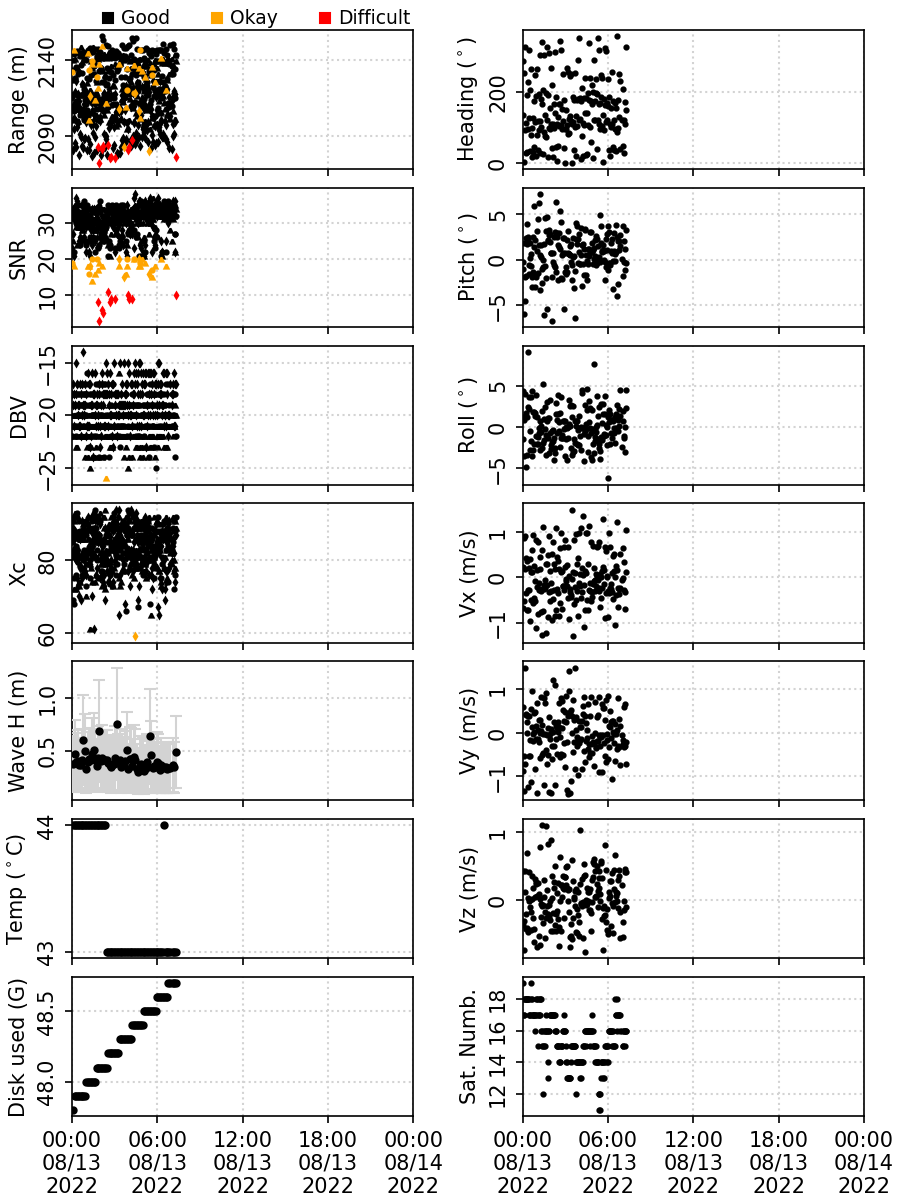 Good Okay Difficult
Range (m)
2140
2090
Heading (°)
200
0
SNR
30
20
10
Pitch (°)
5
0
−5
DBV
−15
−20
−25
Roll (°)
5
0
−5
Xc
80
60
Vx (m/s)
1
0
−1
Wave H (m)
1.0
0.5
Vy (m/s)
1
0
−1
Temp (°C)
44
43
Vz (m/s)
1
0
Disk used (G)
48.5
48.0
Sat. Numb.
18
16
14
12
00:00 06:00 12:00 18:00 00:00
08/13 08/13 08/13 08/13 08/14
2022 2022 2022 2022 2022
00:00 06:00 12:00 18:00 00:00
08/13 08/13 08/13 08/13 08/14
2022 2022 2022 2022 2022